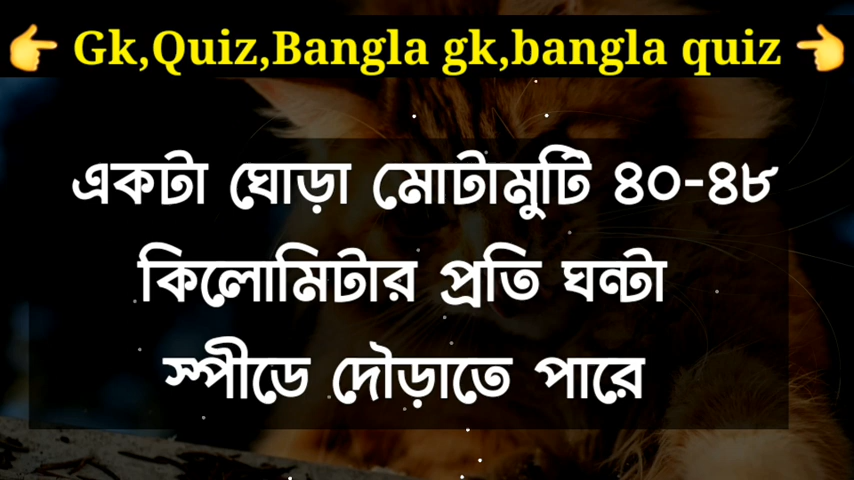 👉 Gk,Quiz,Bangla gk,bangla quiz 👈
একটা ঘোড়া মোটামুটি ৪০-৪৮
কিলোমিটার প্রতি ঘন্টা
স্পীডে দৌড়াতে পারে